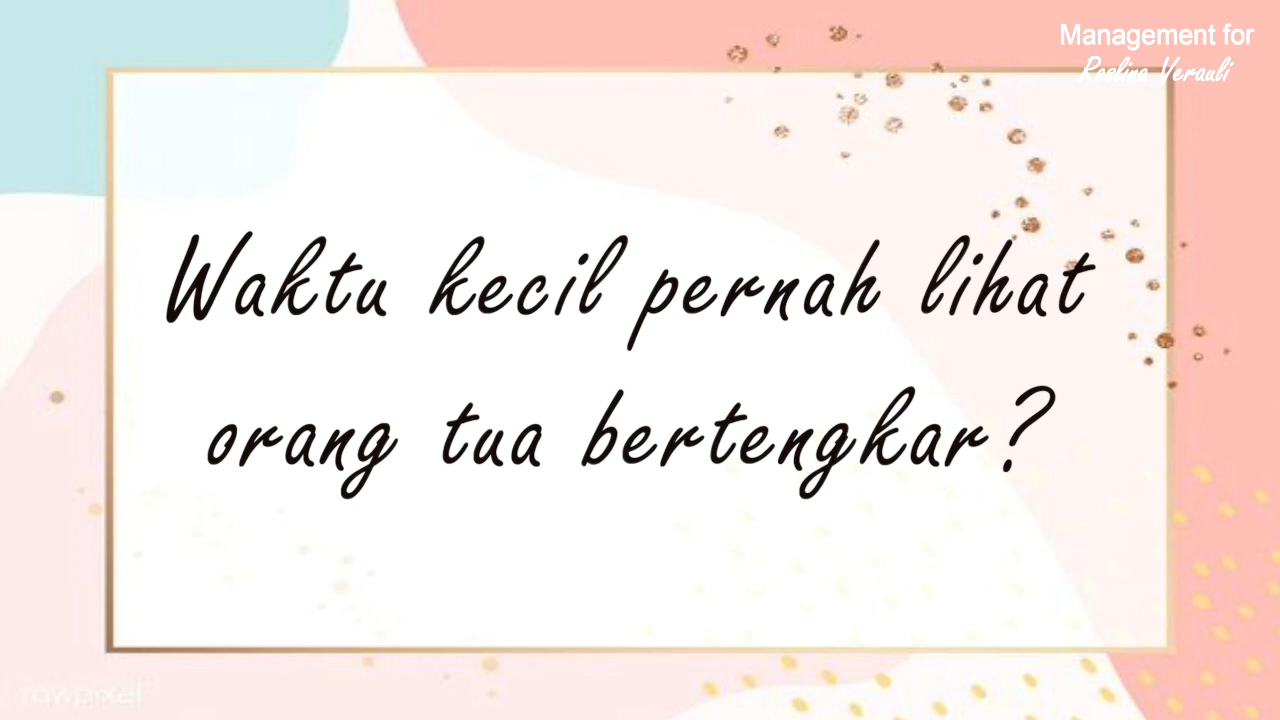 Management for
Roslina Verauli
Waktu kecil pernah lihat
orang tua bertengkar?
rawpixel